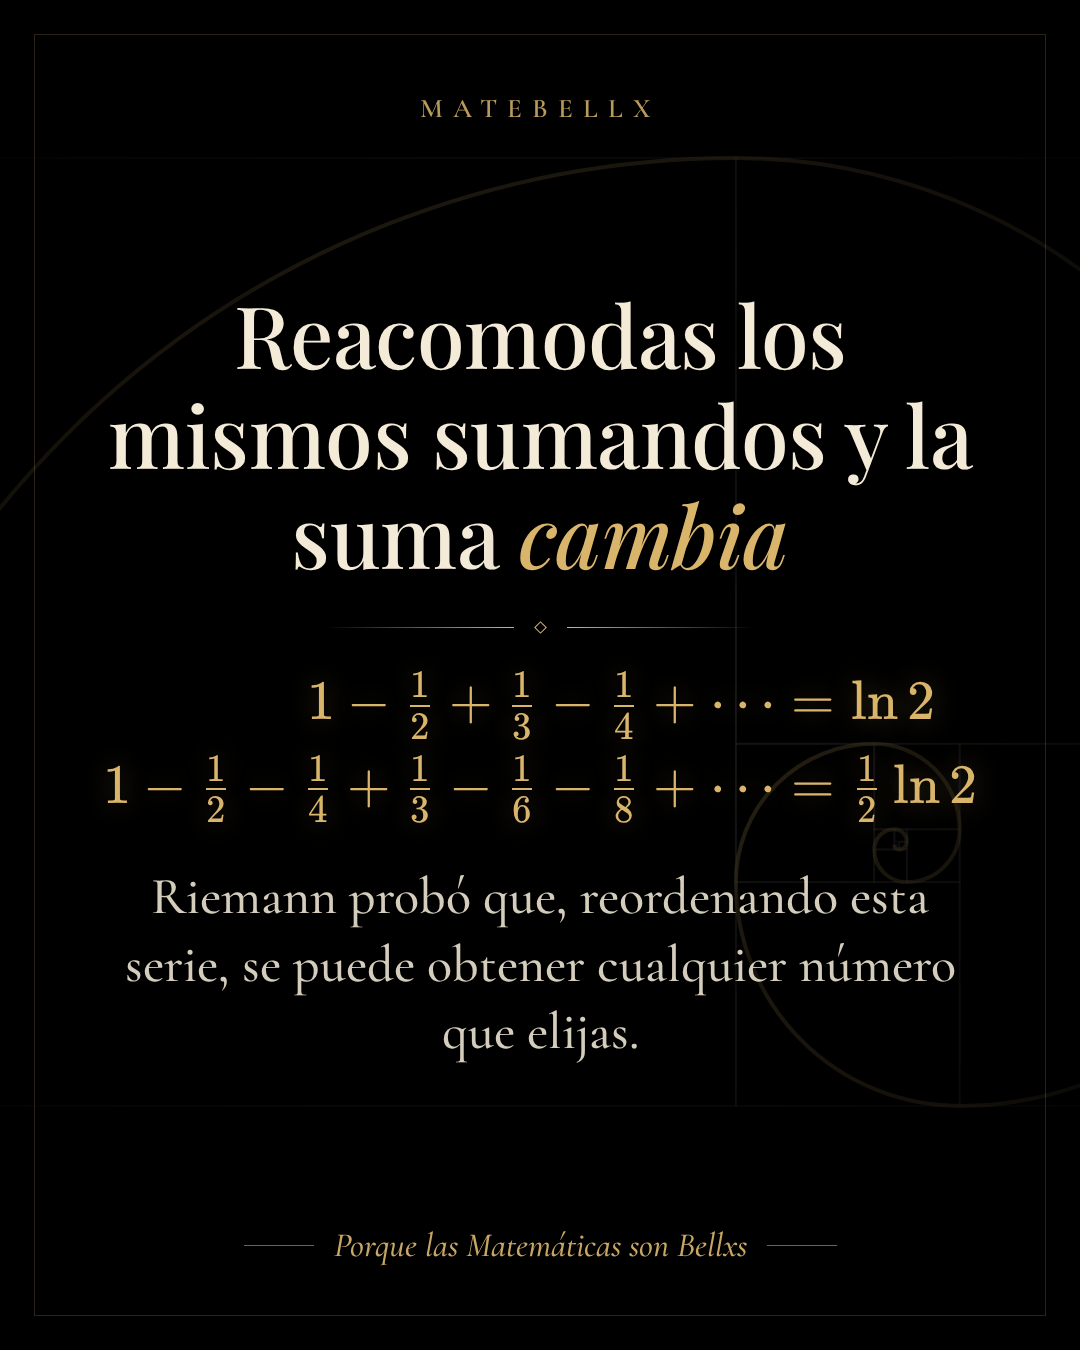 MATEBELLX
Reacomodas los
mismos sumandos y la
suma cambia
1 − 1/2 + 1/3 − 1/4 + ··· = ln 2
1 − 1/2 − 1/4 + 1/3 − 1/6 − 1/8 + ··· = 1/2 ln 2
Riemann probó que, reordenando esta
serie, se puede obtener cualquier número
que elijas.
Porque las Matemáticas son Bellxs